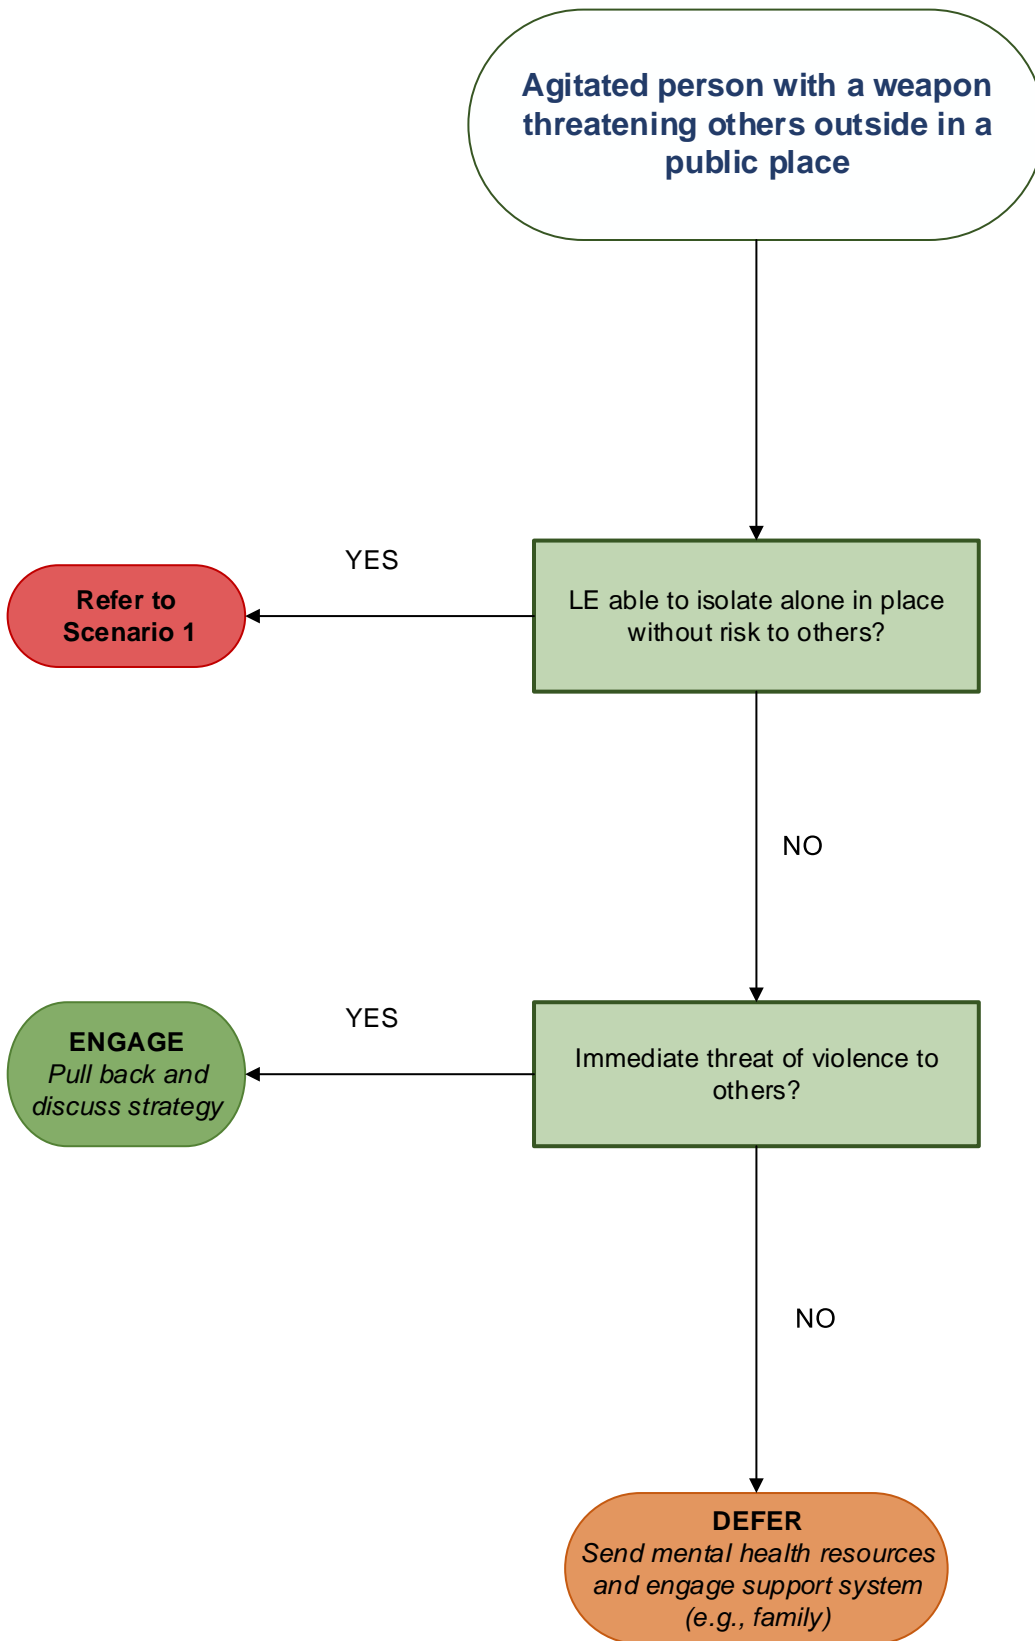 Agitated person with a weapon
threatening others outside in a
public place
YES
Refer to
Scenario 1
LE able to isolate alone in place
without risk to others?
NO
YES
ENGAGE
Pull back and
discuss strategy
Immediate threat of violence to
others?
NO
DEFER
Send mental health resources
and engage support system
(e.g., family)